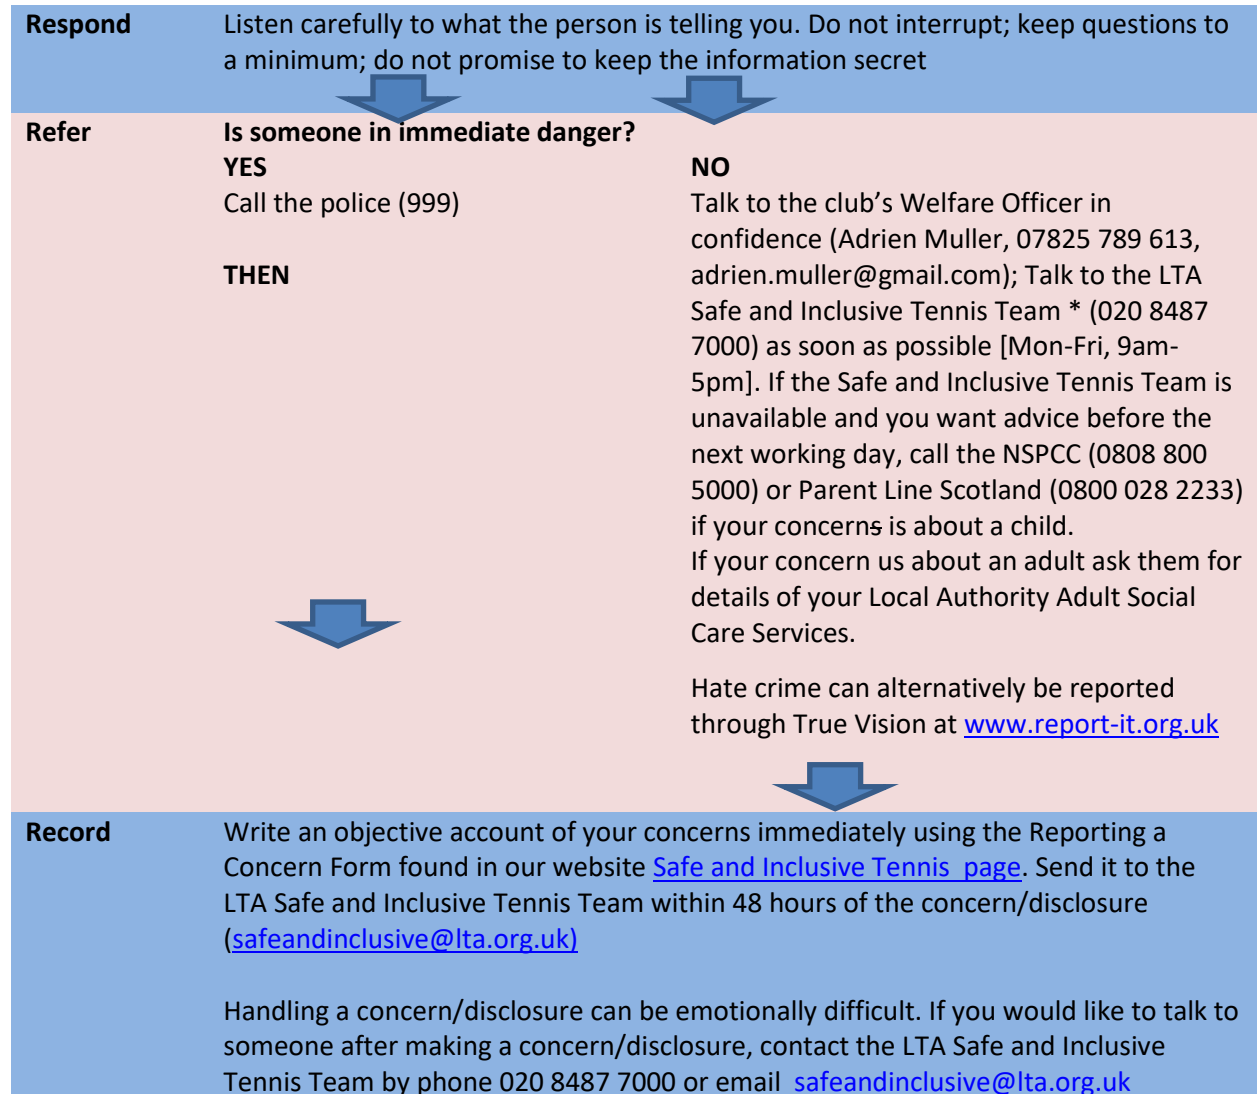 Respond
Listen carefully to what the person is telling you. Do not interrupt; keep questions to
a minimum; do not promise to keep the information secret
Refer
Is someone in immediate danger?
YES
Call the police (999)
THEN
NO
Talk to the club’s Welfare Officer in
confidence (Adrien Muller, 07825 789 613,
adrien.muller@gmail.com); Talk to the LTA
Safe and Inclusive Tennis Team * (020 8487
7000) as soon as possible [Mon-Fri, 9am-
5pm]. If the Safe and Inclusive Tennis Team is
unavailable and you want advice before the
next working day, call the NSPCC (0808 800
5000) or Parent Line Scotland (0800 028 2233)
if your concerns is about a child.
If your concern us about an adult ask them for
details of your Local Authority Adult Social
Care Services.
Hate crime can alternatively be reported
through True Vision at www.report-it.org.uk
Record
Write an objective account of your concerns immediately using the Reporting a
Concern Form found in our website Safe and Inclusive Tennis  page. Send it to the
LTA Safe and Inclusive Tennis Team within 48 hours of the concern/disclosure
(safeandinclusive@lta.org.uk)
Handling a concern/disclosure can be emotionally difficult. If you would like to talk to
someone after making a concern/disclosure, contact the LTA Safe and Inclusive
Tennis Team by phone 020 8487 7000 or email  safeandinclusive@lta.org.uk